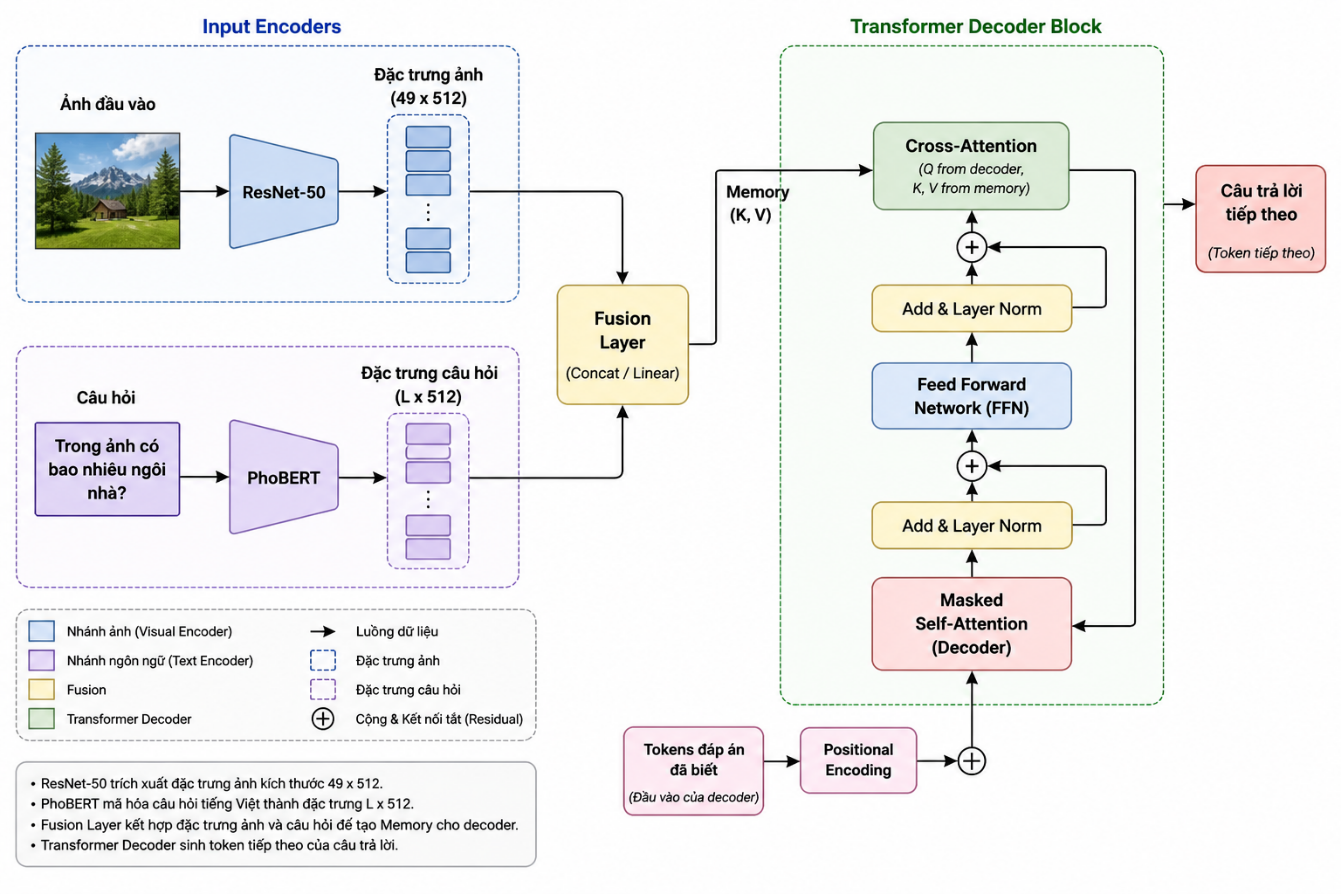 Input Encoders
Ảnh đầu vào
ResNet-50
Đặc trưng ảnh
(49 x 512)
Câu hỏi
Trong ảnh có
bao nhiêu ngôi
nhà?
PhoBERT
Đặc trưng câu hỏi
(L x 512)
Fusion
Layer
(Concat / Linear)
Memory
(K, V)
Transformer Decoder Block
Cross-Attention
(Q from decoder,
K, V from memory)
Add & Layer Norm
Feed Forward
Network (FFN)
Add & Layer Norm
Masked
Self-Attention
(Decoder)
Câu trả lời
tiếp theo
(Token tiếp theo)
Tokens đáp án
đã biết
(Đầu vào của decoder)
Positional
Encoding
Nhánh ảnh (Visual Encoder)
Nhánh ngôn ngữ (Text Encoder)
Fusion
Transformer Decoder
Luồng dữ liệu
Đặc trưng ảnh
Đặc trưng câu hỏi
Cộng & Kết nối tắt (Residual)
• ResNet-50 trích xuất đặc trưng ảnh kích thước 49 x 512.
• PhoBERT mã hóa câu hỏi tiếng Việt thành đặc trưng L x 512.
• Fusion Layer kết hợp đặc trưng ảnh và câu hỏi để tạo Memory cho decoder.
• Transformer Decoder sinh token tiếp theo của câu trả lời.